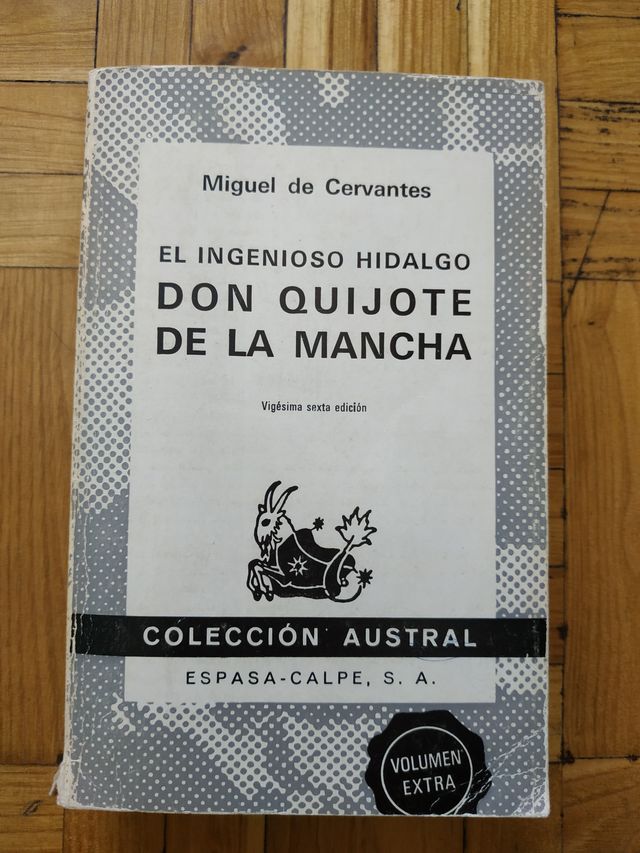 Miguel de Cervantes
EL INGENIOSO HIDALGO
DON QUIJOTE
DE LA MANCHA
Vigésima sexta edición
COLECCIÓN AUSTRAL
ESPASA-CALPE, S. A.
VOLUMEN
EXTRA